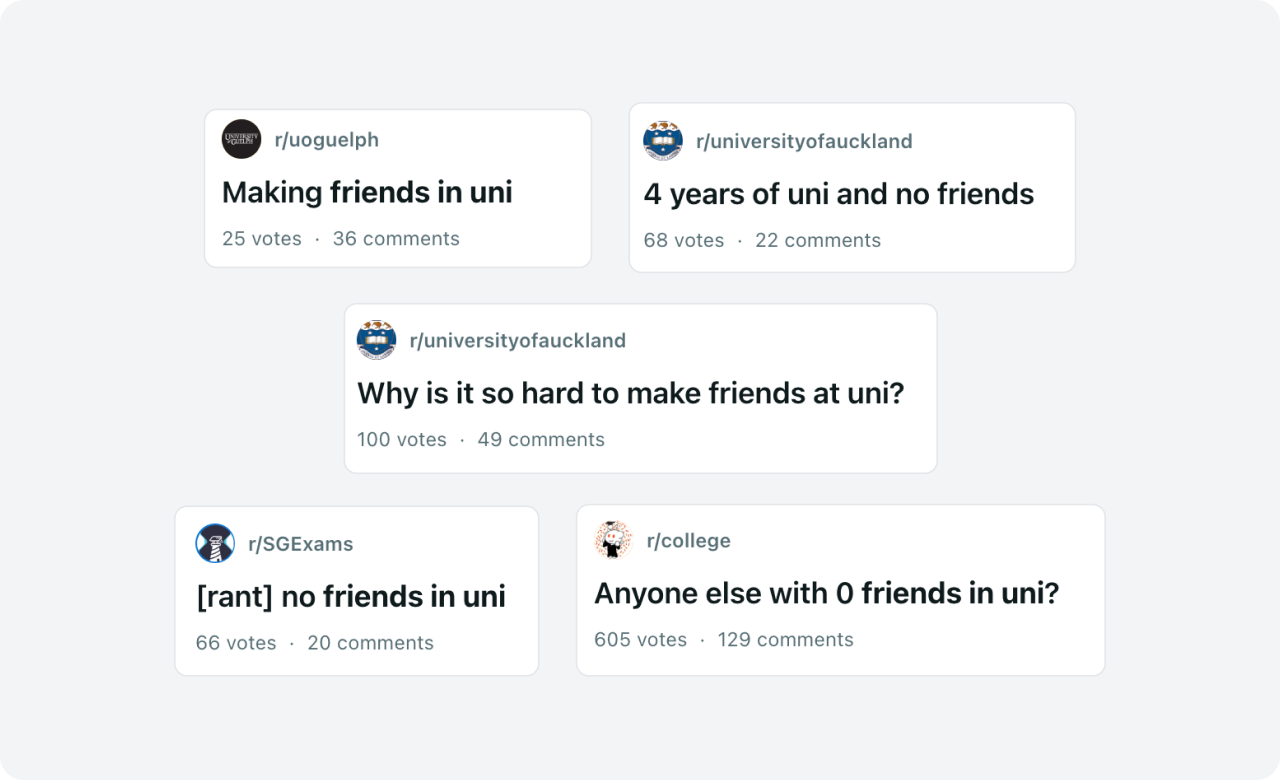 UNIVERSITY
OF GUELPH
r/uoguelph
Making friends in uni
25 votes · 36 comments
r/universityofauckland
4 years of uni and no friends
68 votes · 22 comments
r/universityofauckland
Why is it so hard to make friends at uni?
100 votes · 49 comments
r/SGExams
[rant] no friends in uni
66 votes · 20 comments
r/college
Anyone else with 0 friends in uni?
605 votes · 129 comments